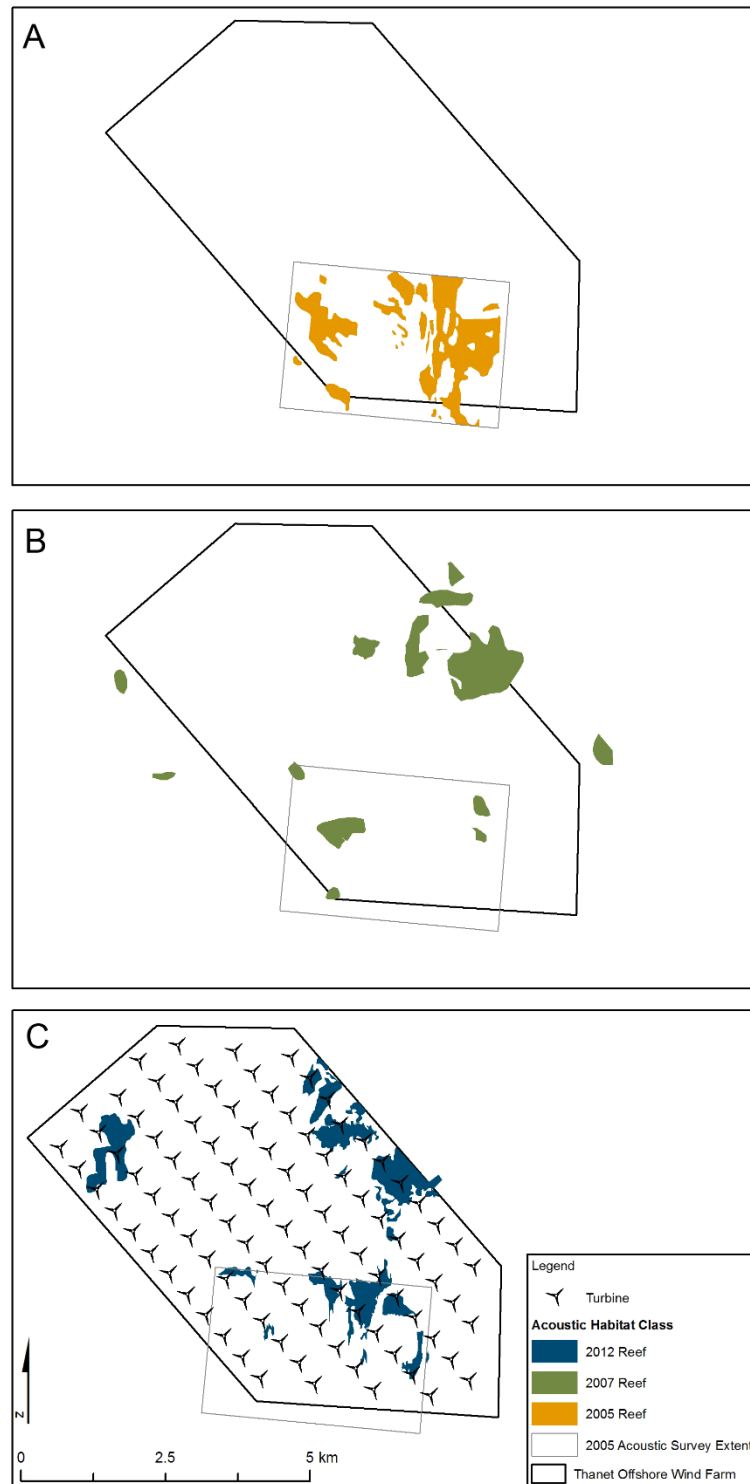 A
B
C
Legend
Turbine
Acoustic Habitat Class
2012 Reef
2007 Reef
2005 Reef
2005 Acoustic Survey Extent
Thanet Offshore Wind Farm
N
0 2.5 5 km